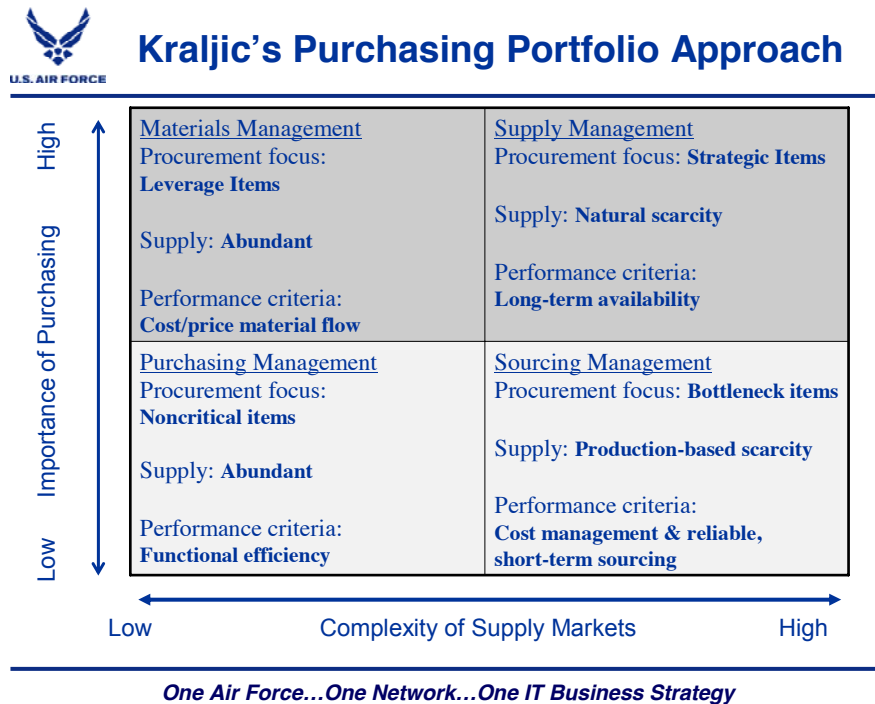 U.S. AIR FORCE
Kraljic's Purchasing Portfolio Approach
High
Importance of Purchasing
Low
Materials Management
Procurement focus:
Leverage Items
Supply: Abundant
Performance criteria:
Cost/price material flow
Supply Management
Procurement focus: Strategic Items
Supply: Natural scarcity
Performance criteria:
Long-term availability
Purchasing Management
Procurement focus:
Noncritical items
Supply: Abundant
Performance criteria:
Functional efficiency
Sourcing Management
Procurement focus: Bottleneck items
Supply: Production-based scarcity
Performance criteria:
Cost management & reliable,
short-term sourcing
Low
Complexity of Supply Markets
High
One Air Force…One Network…One IT Business Strategy